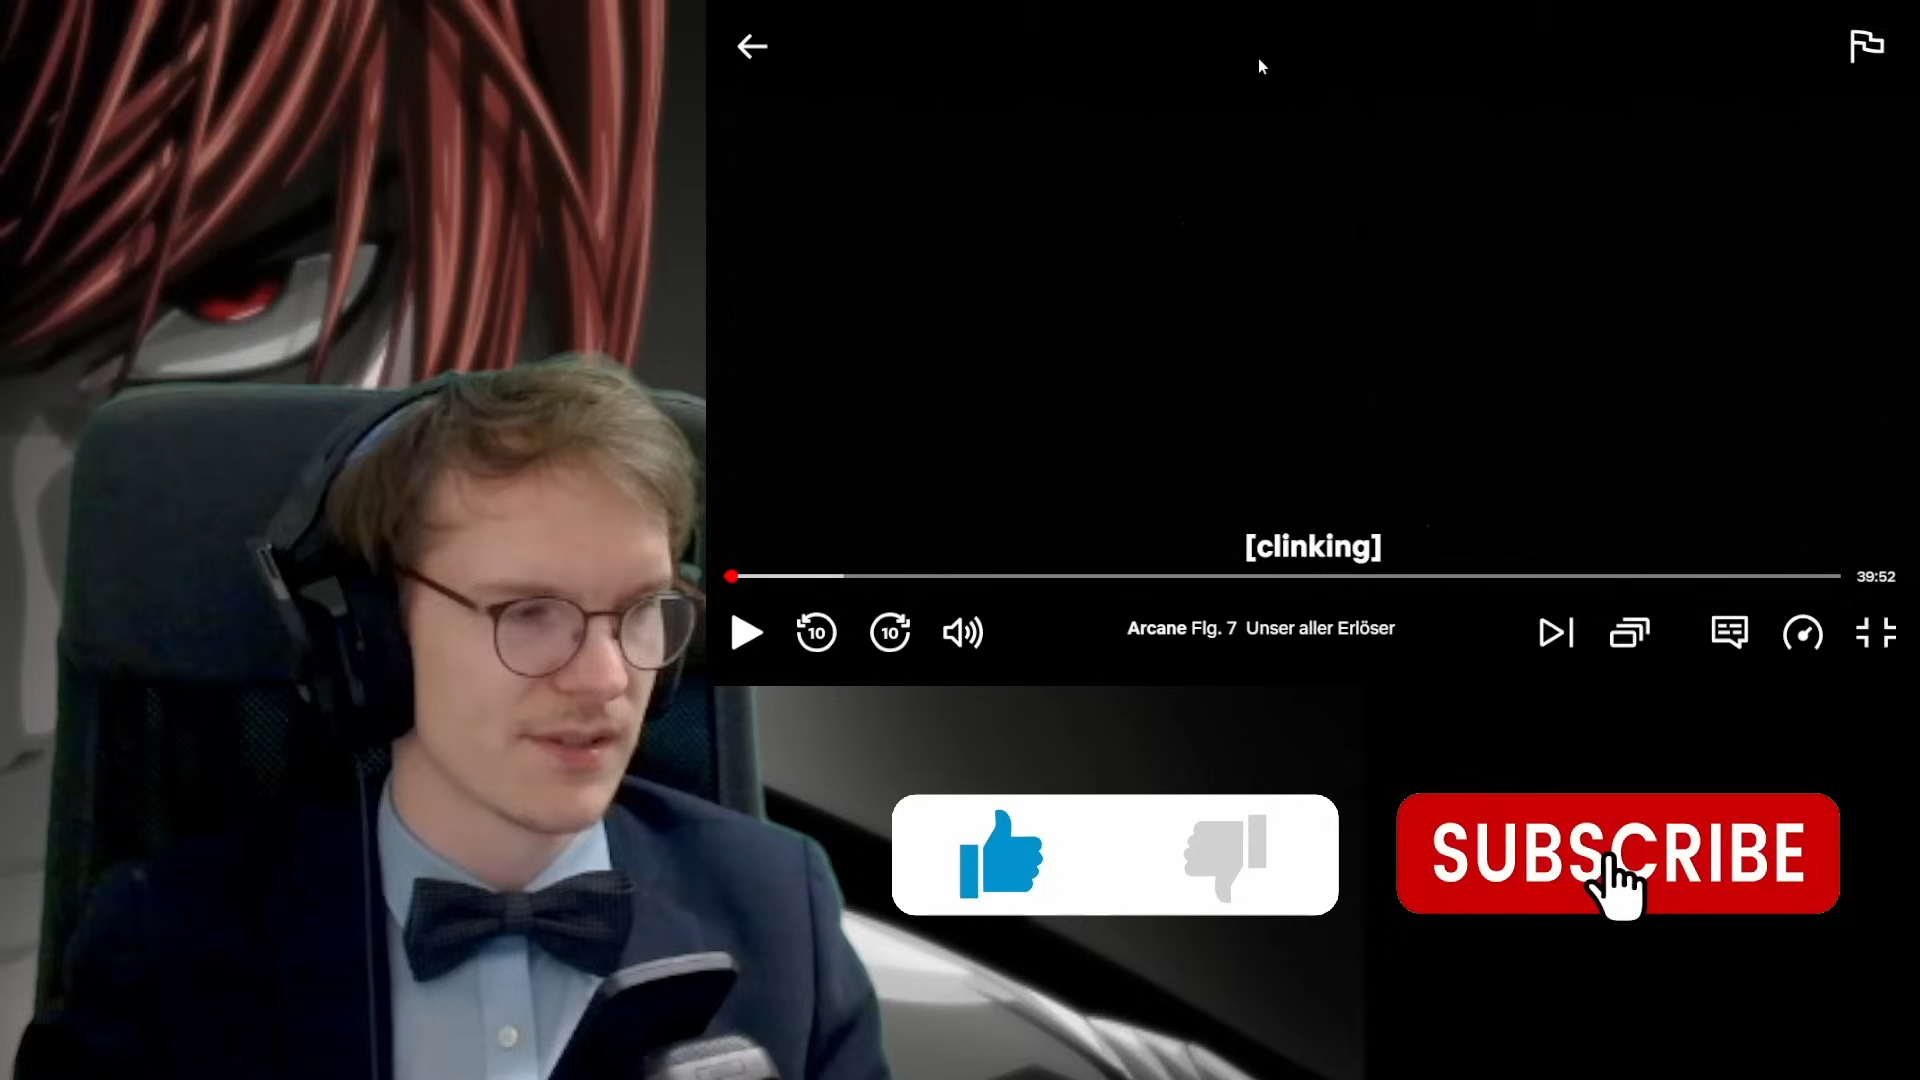 [clinking]
39:52
10
10
Arcane Flg. 7 Unser aller Erlöser
SUBSCRIBE